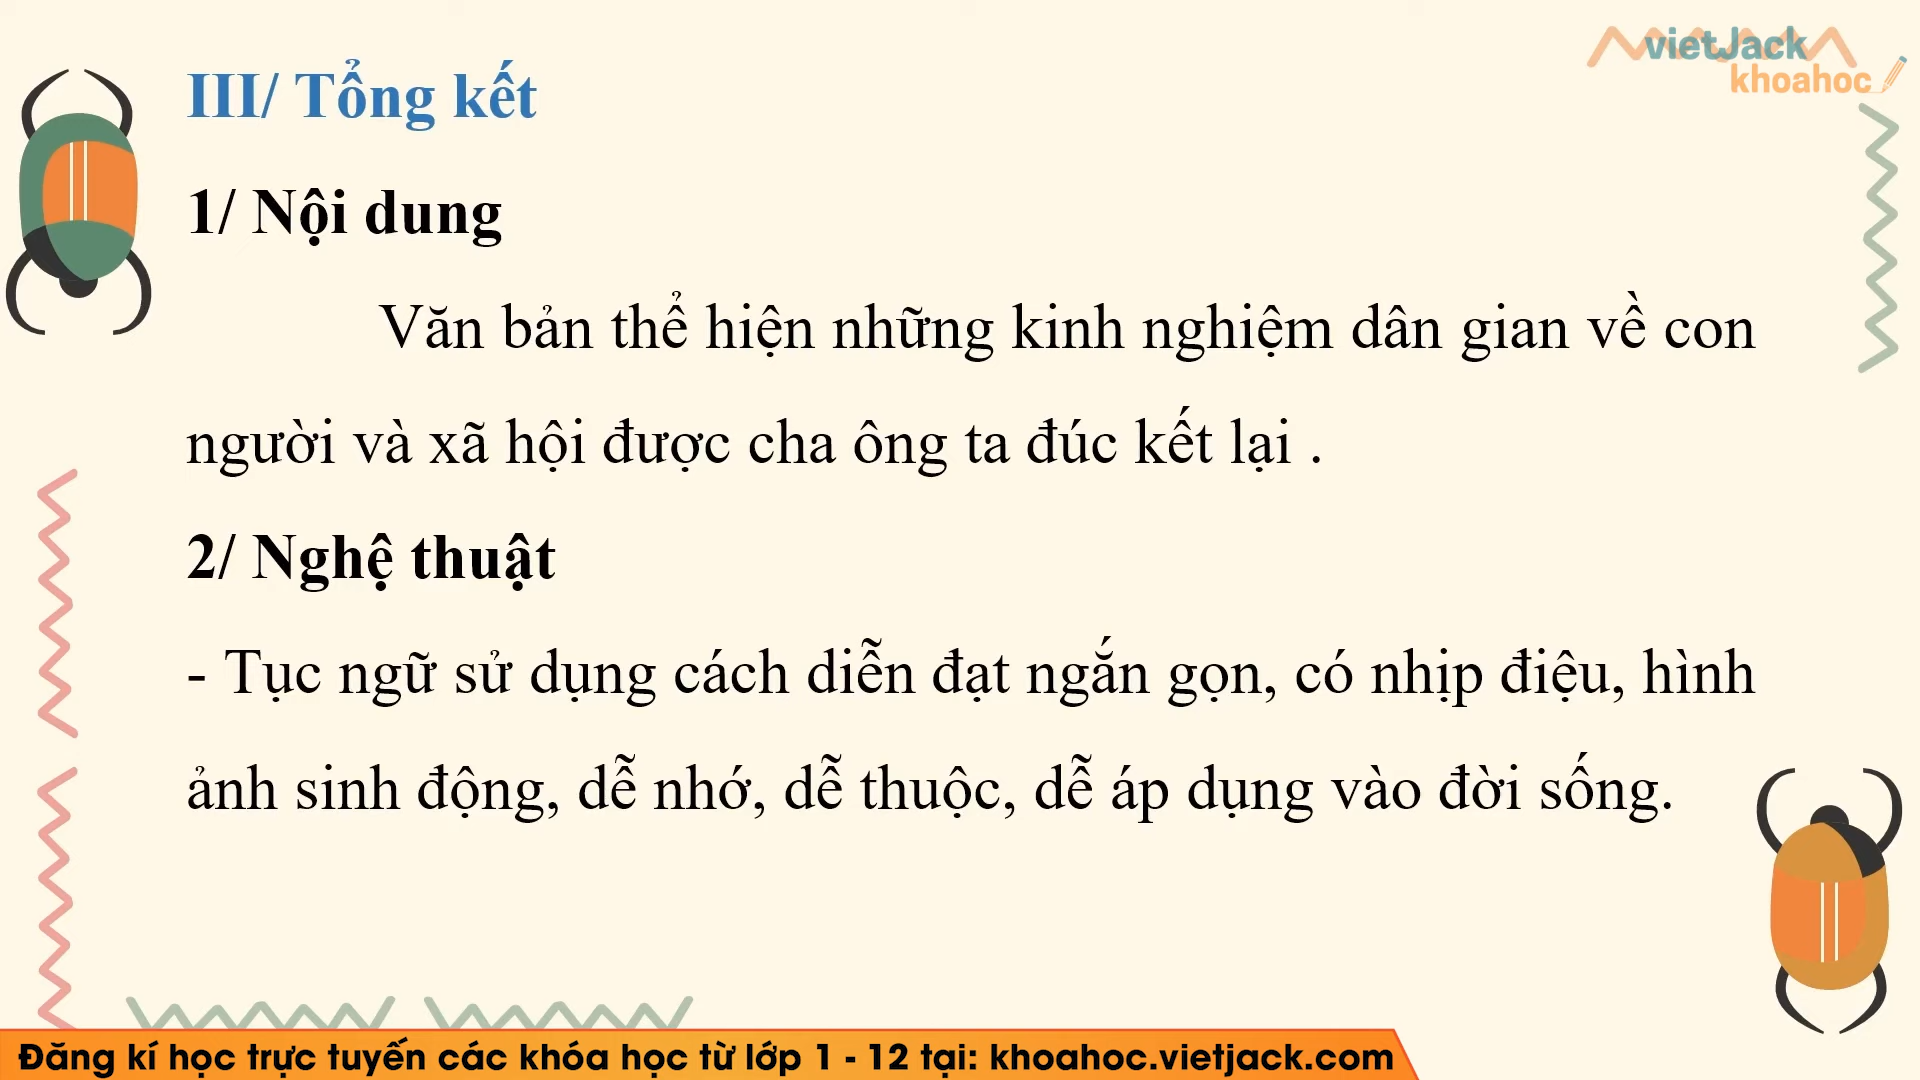 vietJack
khoahoc
III/ Tổng kết
1/ Nội dung
Văn bản thể hiện những kinh nghiệm dân gian về con
người và xã hội được cha ông ta đúc kết lại .
2/ Nghệ thuật
- Tục ngữ sử dụng cách diễn đạt ngắn gọn, có nhịp điệu, hình
ảnh sinh động, dễ nhớ, dễ thuộc, dễ áp dụng vào đời sống.
Đăng kí học trực tuyến các khóa học từ lớp 1 - 12 tại: khoahoc.vietjack.com